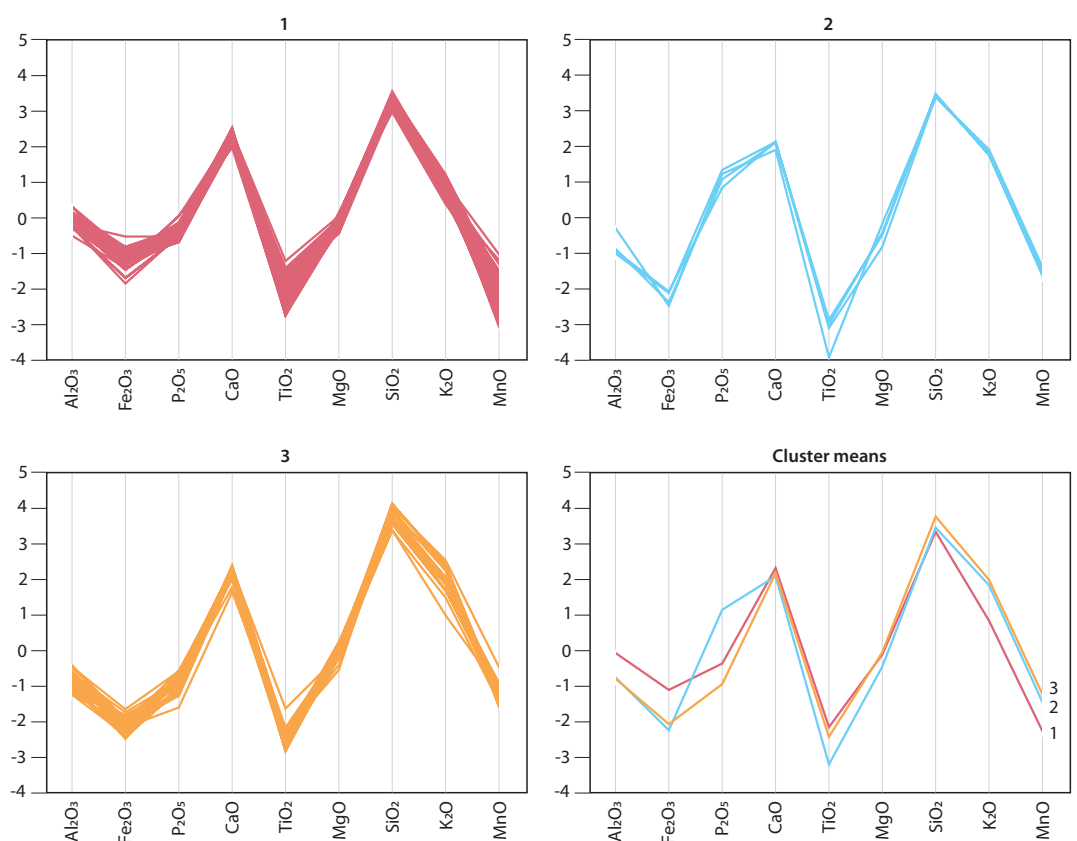 1
5
4
3
2
1
0
-1
-2
-3
-4
Al₂O₃
Fe₂O₃
P₂O₅
CaO
TiO₂
MgO
SiO₂
K₂O
MnO
2
5
4
3
2
1
0
-1
-2
-3
-4
Al₂O₃
Fe₂O₃
P₂O₅
CaO
TiO₂
MgO
SiO₂
K₂O
MnO
3
5
4
3
2
1
0
-1
-2
-3
-4
Al₂O₃
Fe₂O₃
P₂O₅
CaO
TiO₂
MgO
SiO₂
K₂O
MnO
Cluster means
5
4
3
2
1
0
-1
-2
-3
-4
3
2
1
Al₂O₃
Fe₂O₃
P₂O₅
CaO
TiO₂
MgO
SiO₂
K₂O
MnO